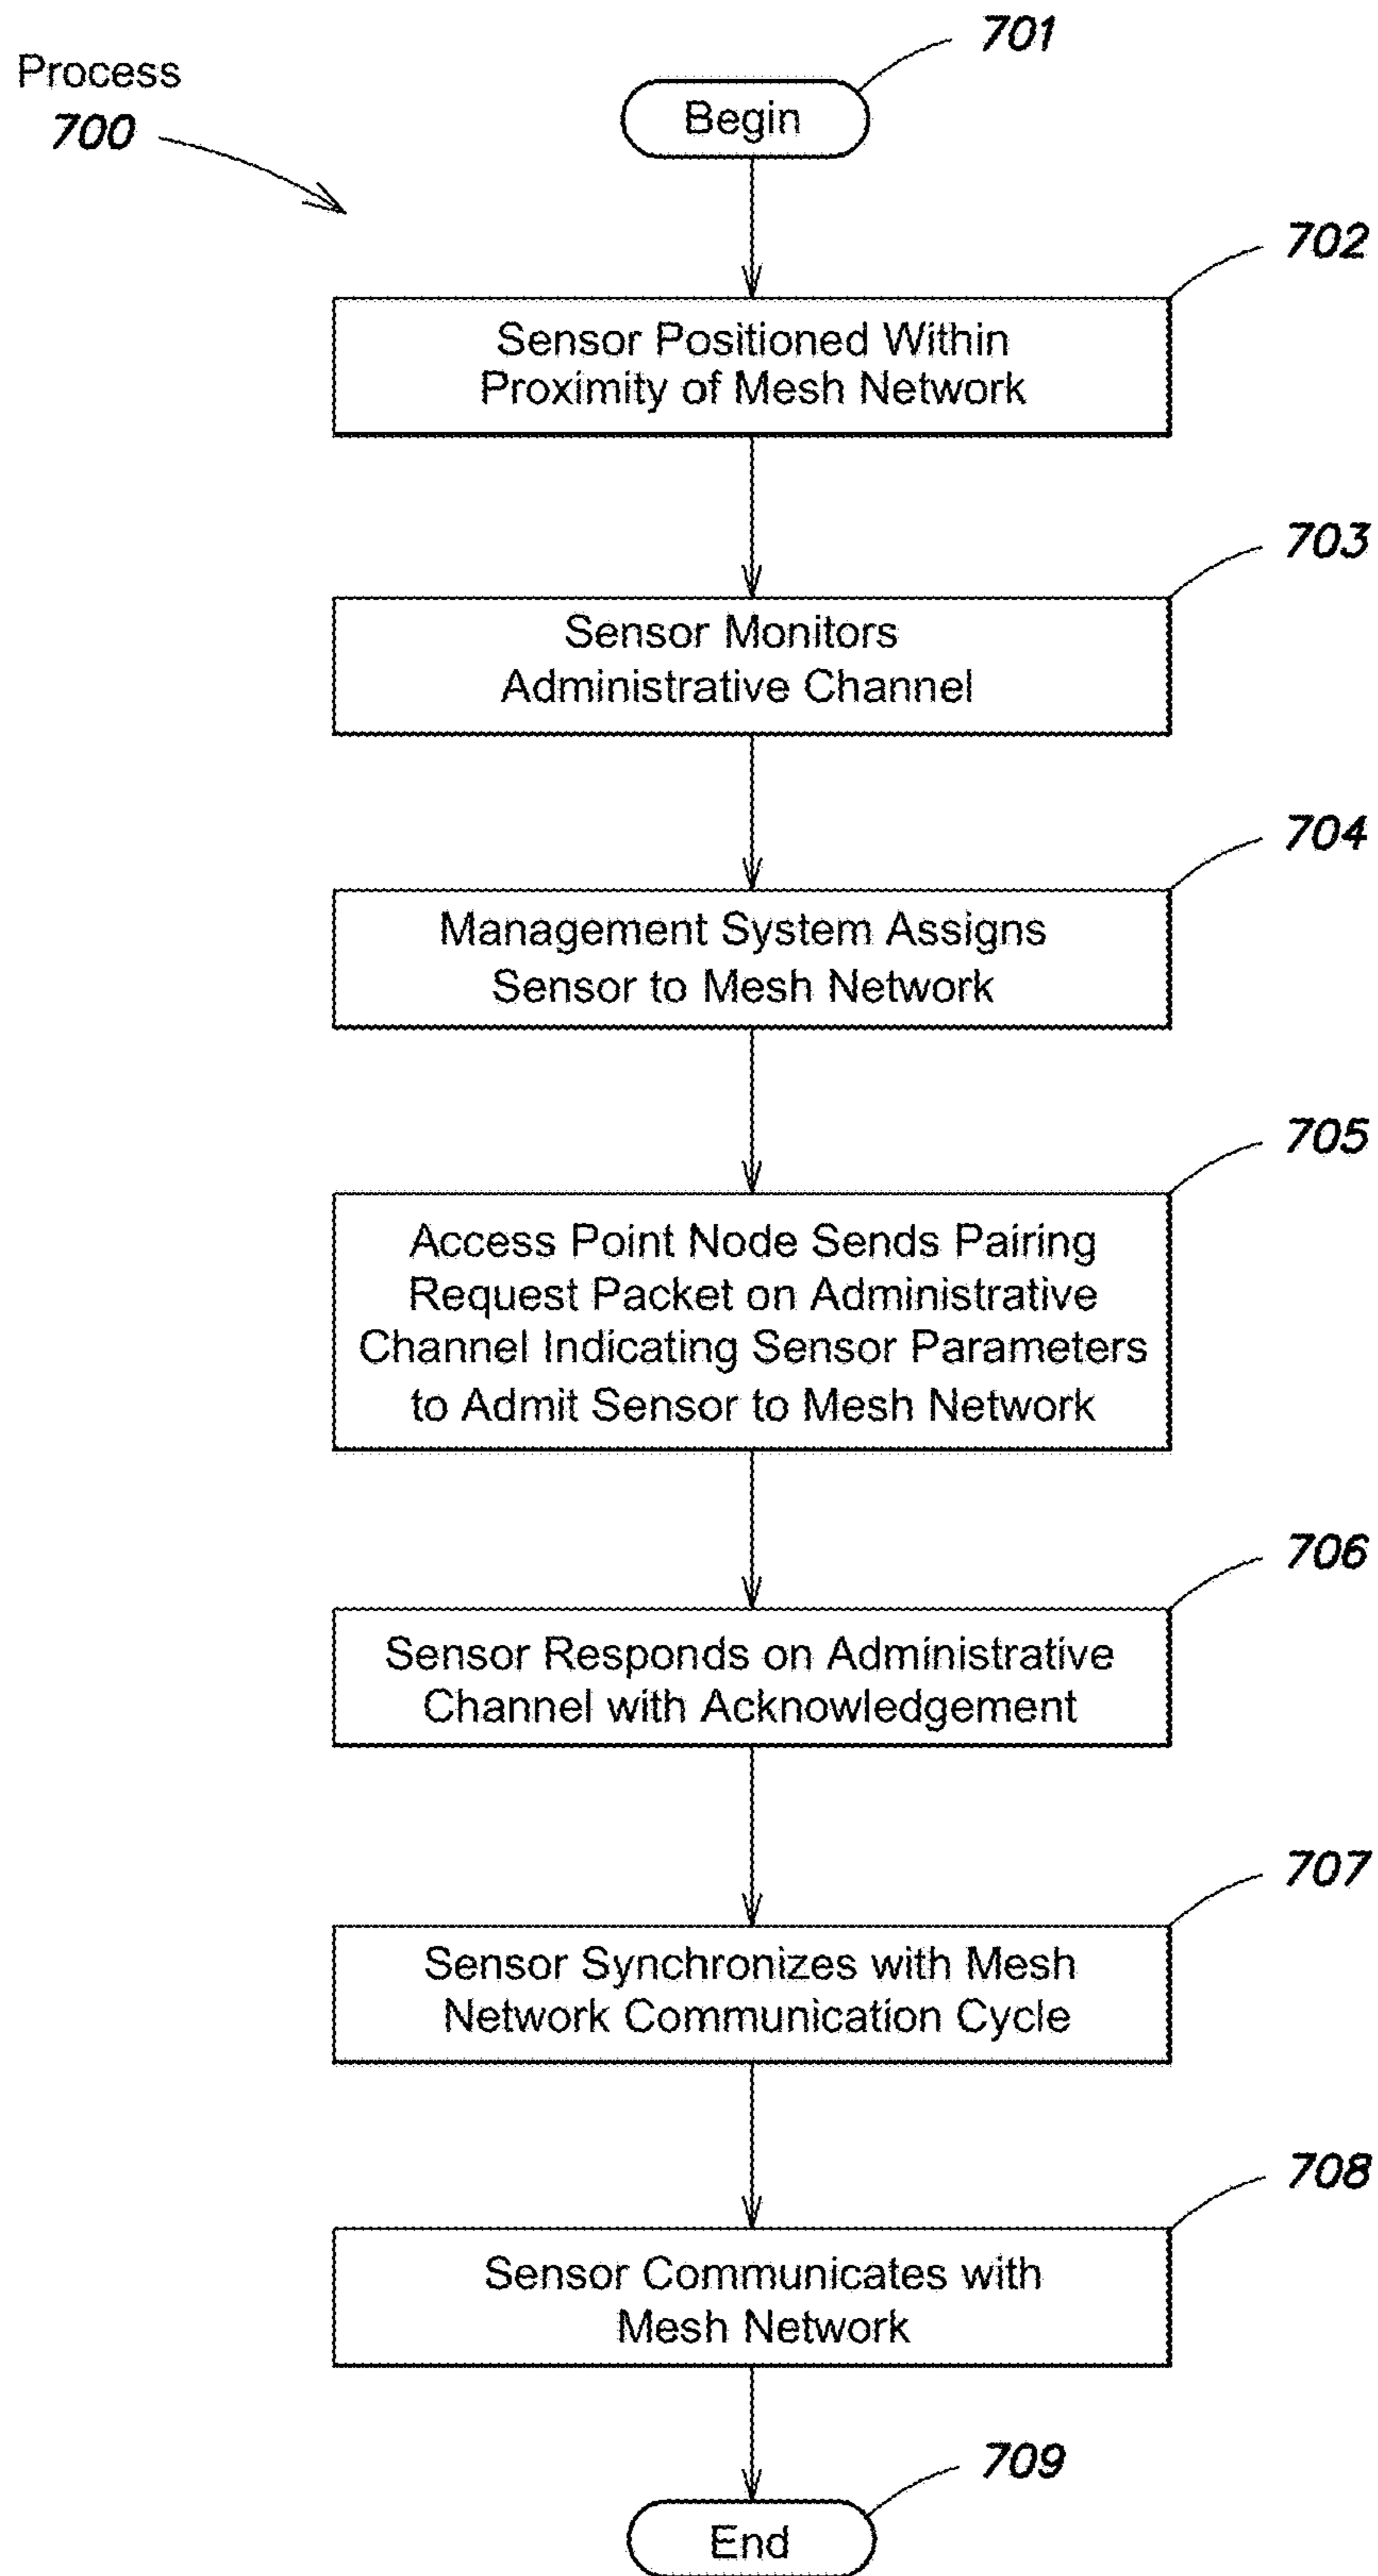 701
Process
700
Begin
702
Sensor Positioned Within
Proximity of Mesh Network
703
Sensor Monitors
Administrative Channel
704
Management System Assigns
Sensor to Mesh Network
705
Access Point Node Sends Pairing
Request Packet on Administrative
Channel Indicating Sensor Parameters
to Admit Sensor to Mesh Network
706
Sensor Responds on Administrative
Channel with Acknowledgement
707
Sensor Synchronizes with Mesh
Network Communication Cycle
708
Sensor Communicates with
Mesh Network
709
End